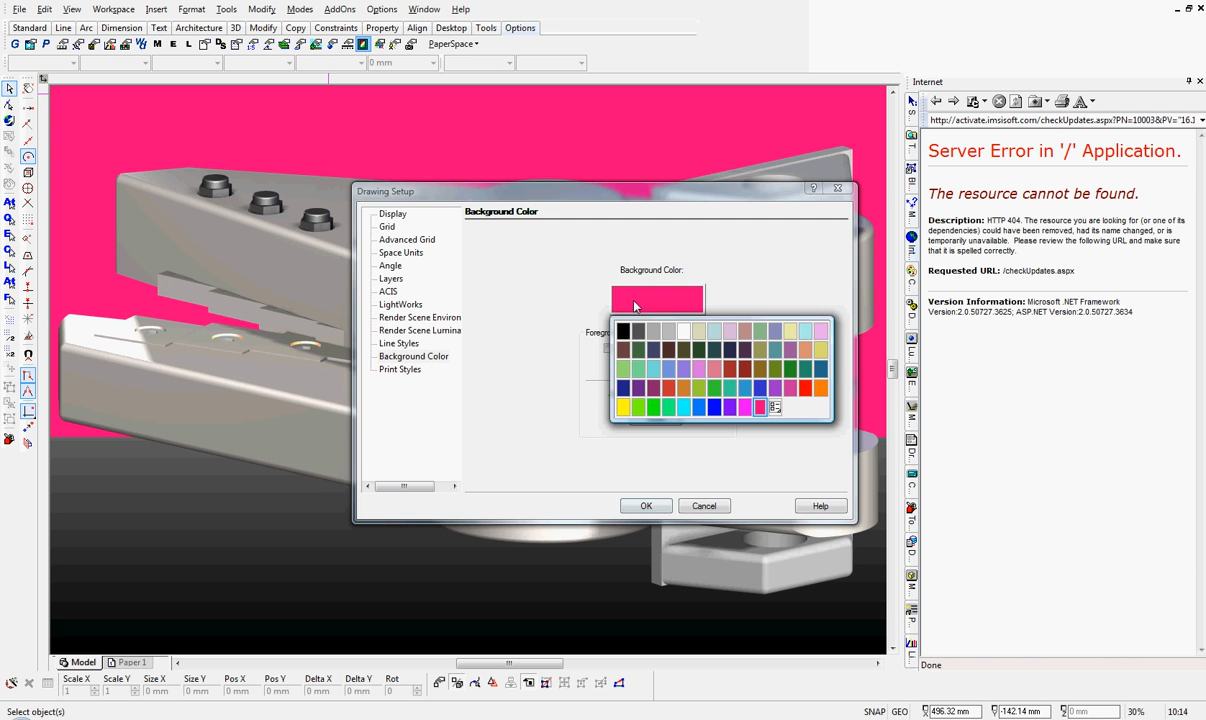 File Edit View Workspace Insert Format Tools Architecture Modify Modes AddOns Options Window Help
Standard Line Arc Dimension Text Architecture 3D Modify Copy Constraints Property Align Desktop Tools Options
PaperSpace
0 mm
Internet
http://activate.imsisoft.com/checkUpdates.aspx?PN=10003&PV="16.1
Server Error in '/' Application.
The resource cannot be found.
Description: HTTP 404. The resource you are looking for (or one of its
dependencies) could have been removed, had its name changed, or is
temporarily unavailable. Please review the following URL and make sure
that it is spelled correctly.
Requested URL: /checkUpdates.aspx
Version Information: Microsoft .NET Framework
Version:2.0.50727.3625; ASP.NET Version:2.0.50727.3634
Drawing Setup
Display
Grid
Advanced Grid
Space Units
Angle
Layers
ACIS
LightWorks
Render Scene Environ
Render Scene Lumina
Line Styles
Background Color
Print Styles
Background Color
Background Color:
Foregro
OK Cancel Help
Model Paper 1
Done
Scale X Scale Y Size X Size Y Pos X Pos Y Delta X Delta Y Rot
1 1 0 mm 0 mm 0 mm 0 mm 0 mm 0 mm 0
Select object(s)
SNAP GEO 496.32 mm -142.14 mm 0 mm 30% 10:14